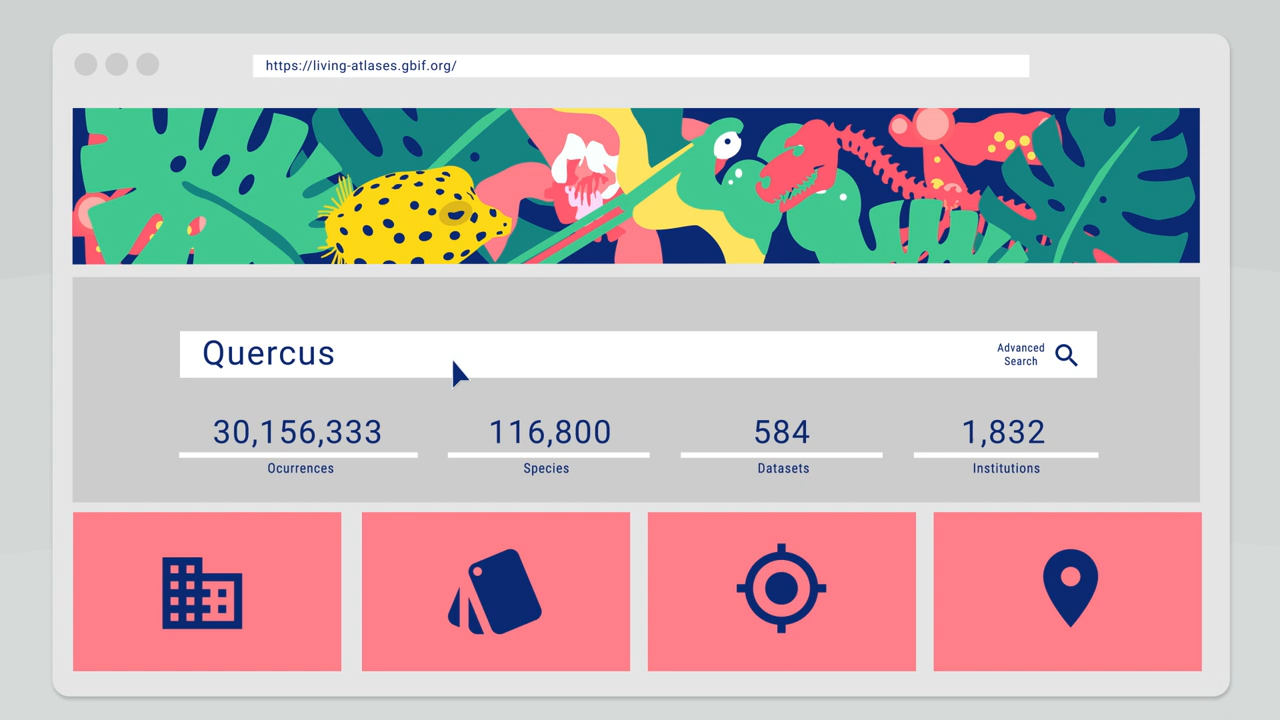 https://living-atlases.gbif.org/
Quercus
Advanced
Search
30,156,333
116,800
584
1,832
Ocurrences
Species
Datasets
Institutions